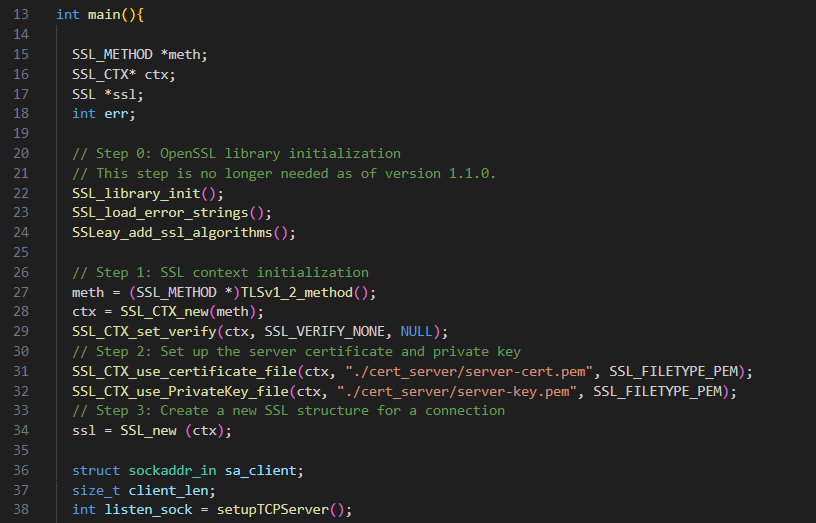 13 int main(){
14
15 SSL_METHOD *meth;
16 SSL_CTX* ctx;
17 SSL *ssl;
18 int err;
19
20 // Step 0: OpenSSL library initialization
21 // This step is no longer needed as of version 1.1.0.
22 SSL_library_init();
23 SSL_load_error_strings();
24 SSLeay_add_ssl_algorithms();
25
26 // Step 1: SSL context initialization
27 meth = (SSL_METHOD *)TLSv1_2_method();
28 ctx = SSL_CTX_new(meth);
29 SSL_CTX_set_verify(ctx, SSL_VERIFY_NONE, NULL);
30 // Step 2: Set up the server certificate and private key
31 SSL_CTX_use_certificate_file(ctx, "./cert_server/server-cert.pem", SSL_FILETYPE_PEM);
32 SSL_CTX_use_PrivateKey_file(ctx, "./cert_server/server-key.pem", SSL_FILETYPE_PEM);
33 // Step 3: Create a new SSL structure for a connection
34 ssl = SSL_new (ctx);
35
36 struct sockaddr_in sa_client;
37 size_t client_len;
38 int listen_sock = setupTCPServer();